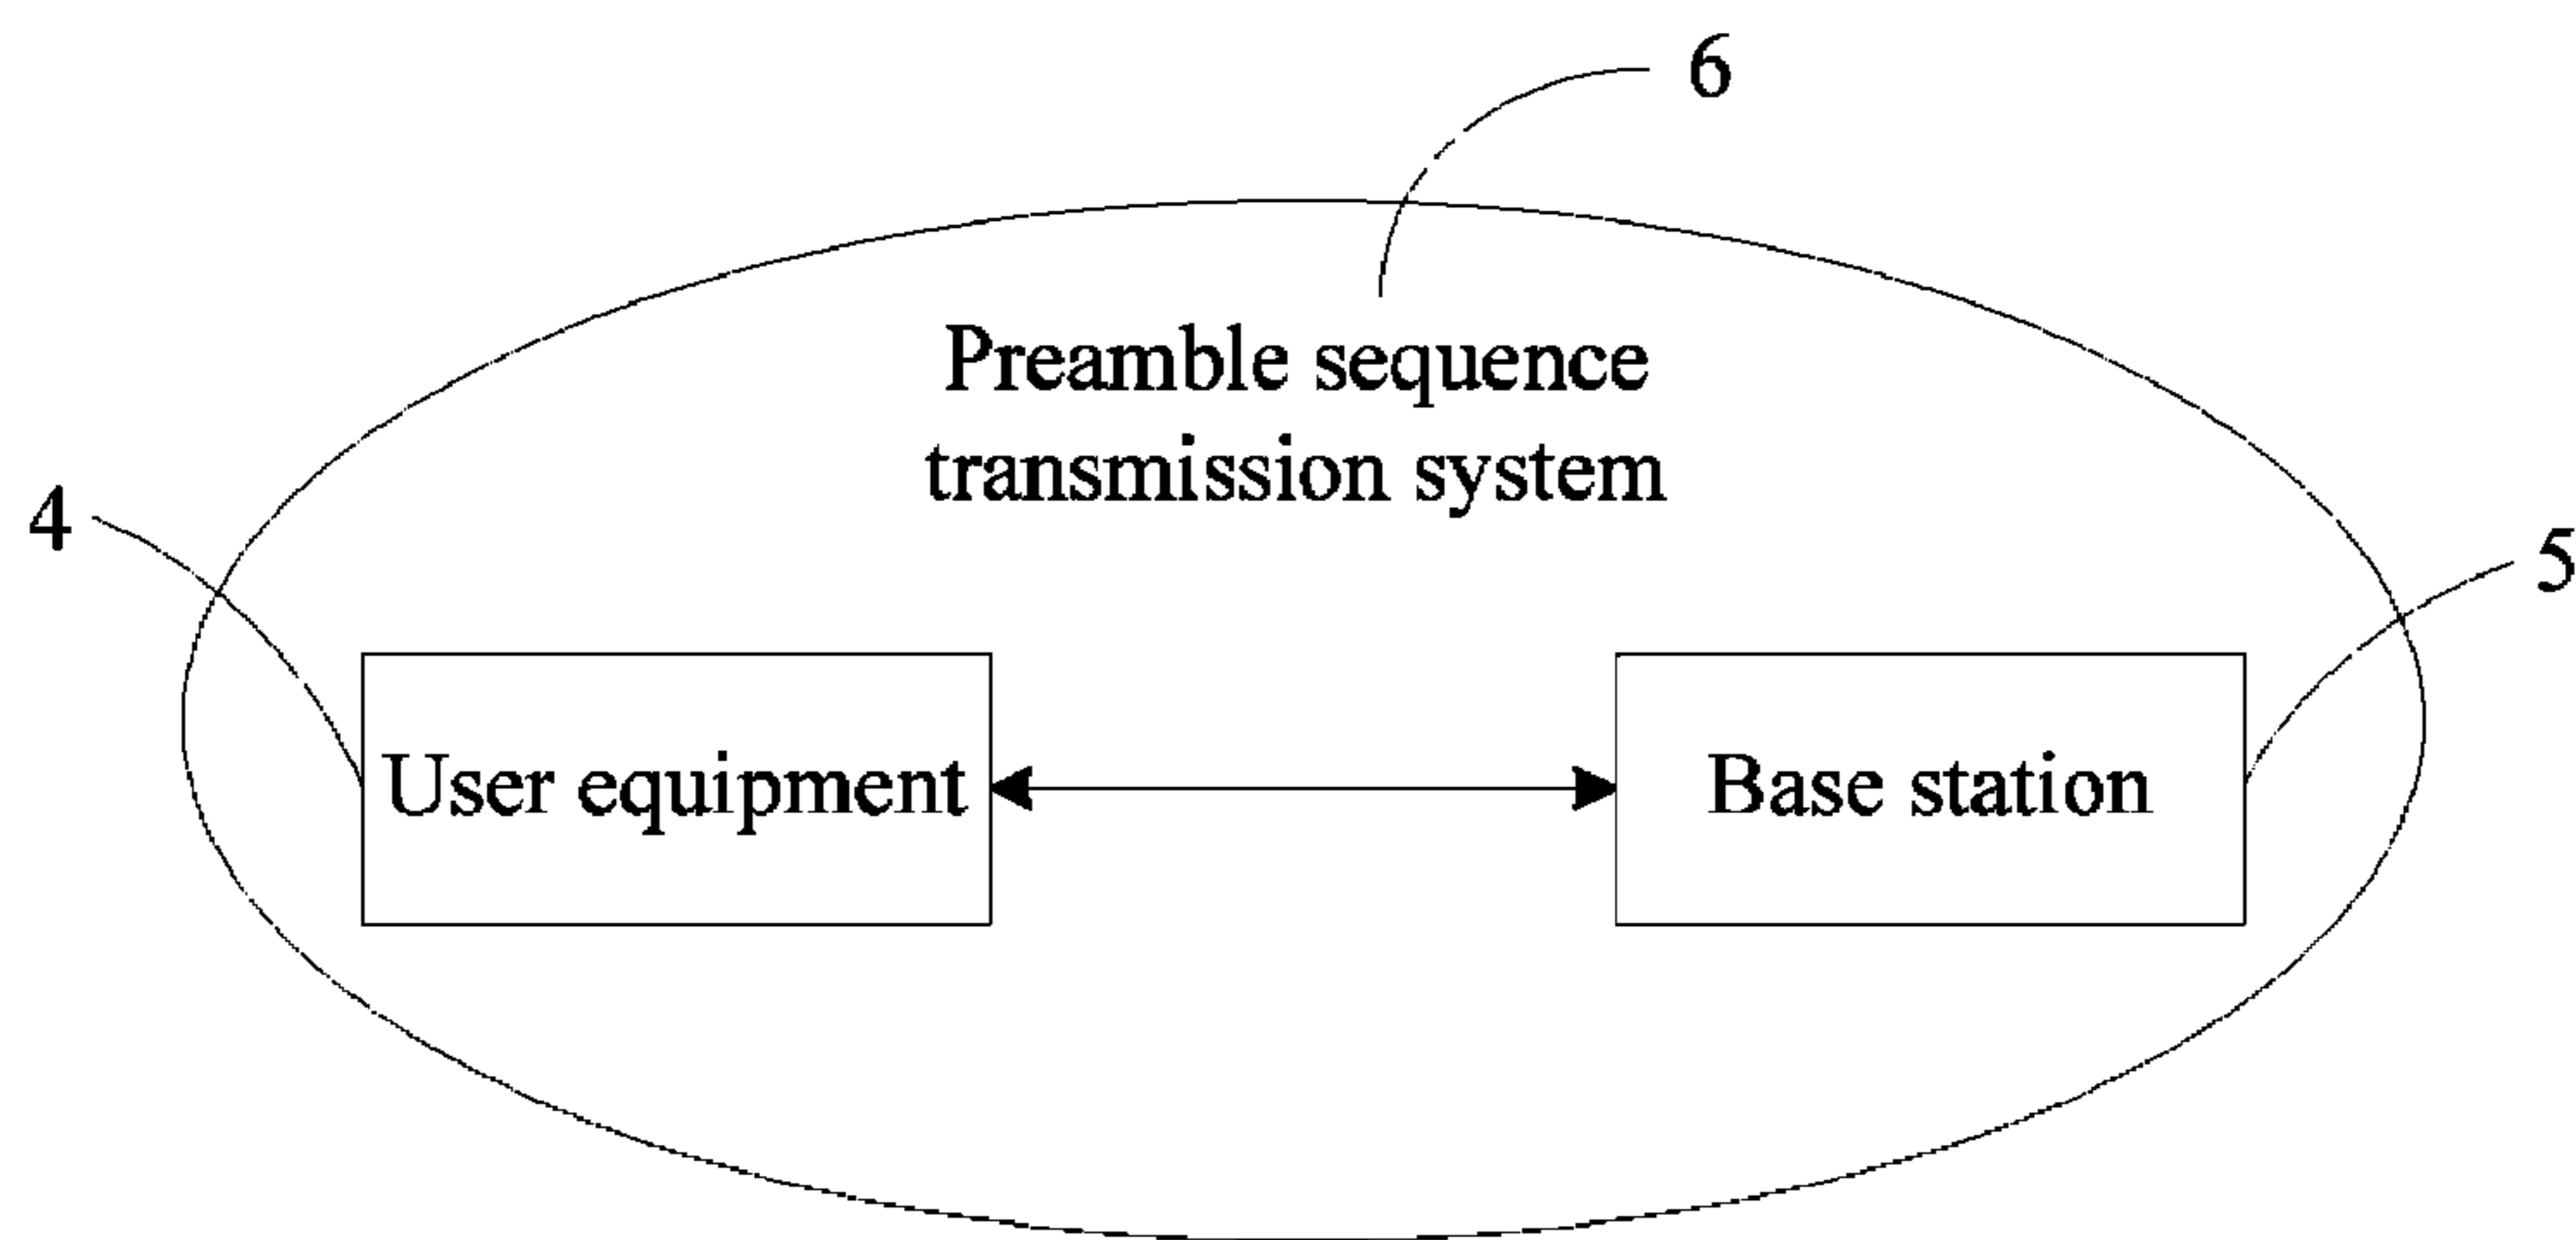 6
Preamble sequence
transmission system
4
5
User equipment
Base station